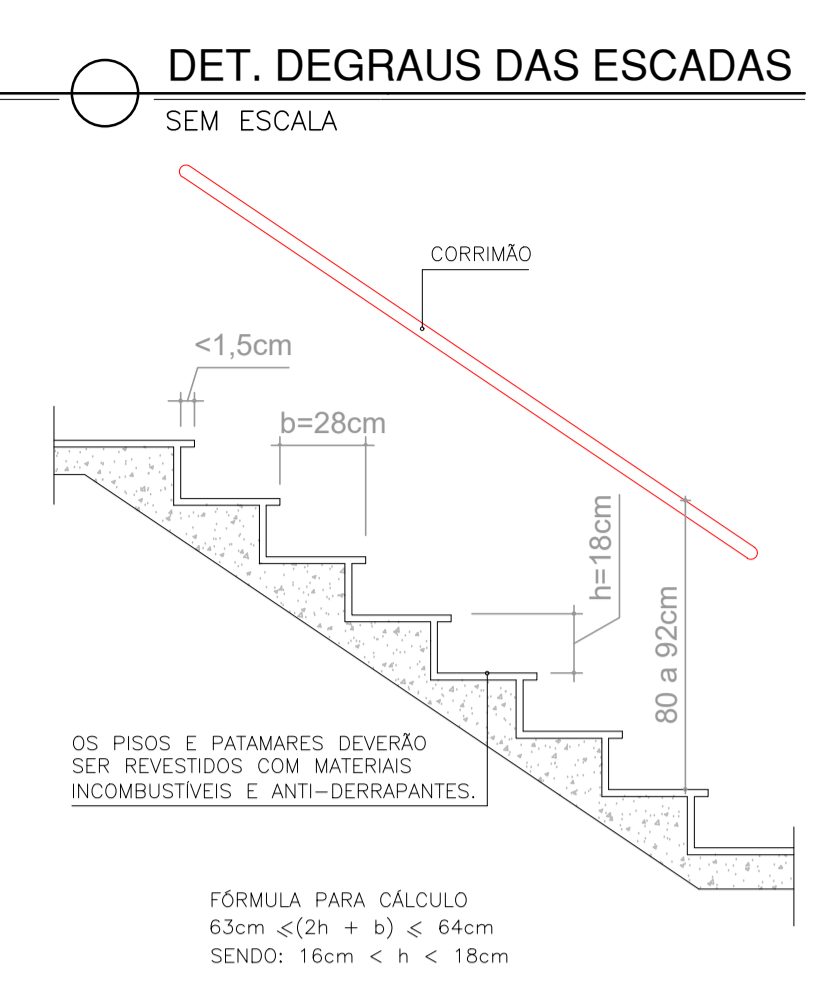 DET. DEGRAUS DAS ESCADAS
SEM ESCALA
CORRIMÃO
<1,5cm
b=28cm
h=18cm
80 a 92cm
OS PISOS E PATAMARES DEVERÃO
SER REVESTIDOS COM MATERIAIS
INCOMBUSTÍVEIS E ANTI-DERRAPANTES.
FÓRMULA PARA CÁLCULO
63cm ⩽(2h + b) ⩽ 64cm
SENDO: 16cm < h < 18cm